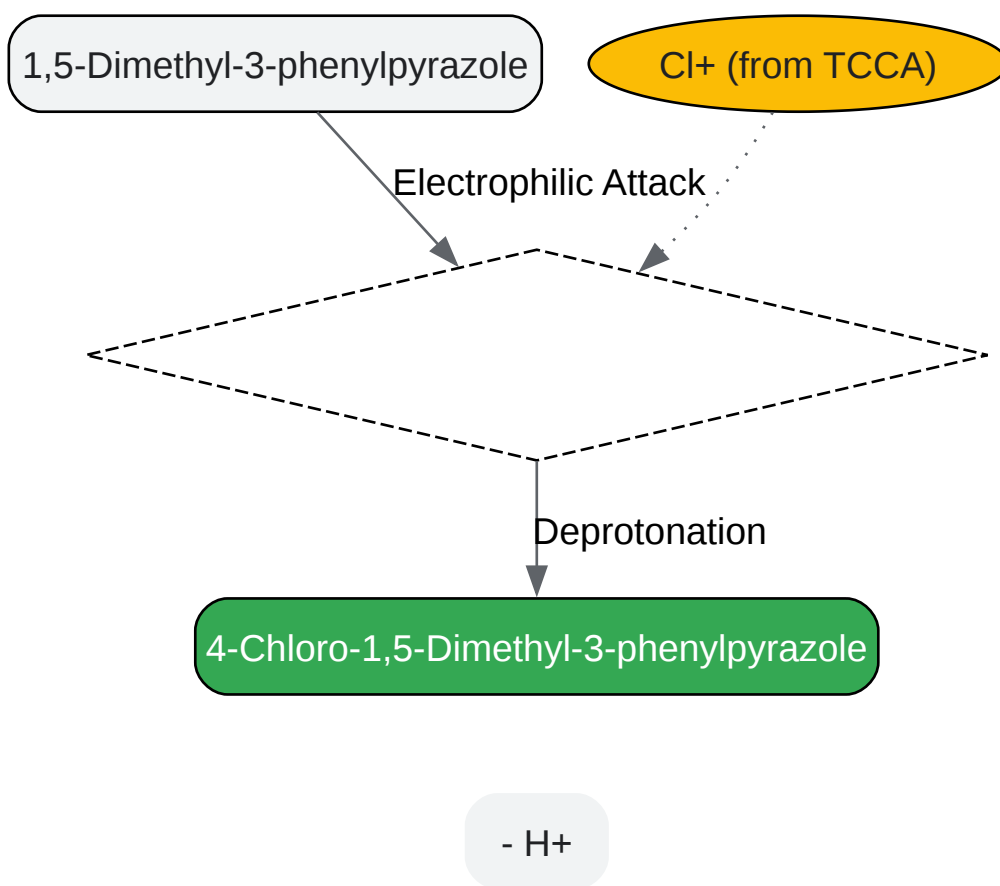 1,5-Dimethyl-3-phenylpyrazole
Cl+ (from TCCA)
Electrophilic Attack
Deprotonation
4-Chloro-1,5-Dimethyl-3-phenylpyrazole
- H+